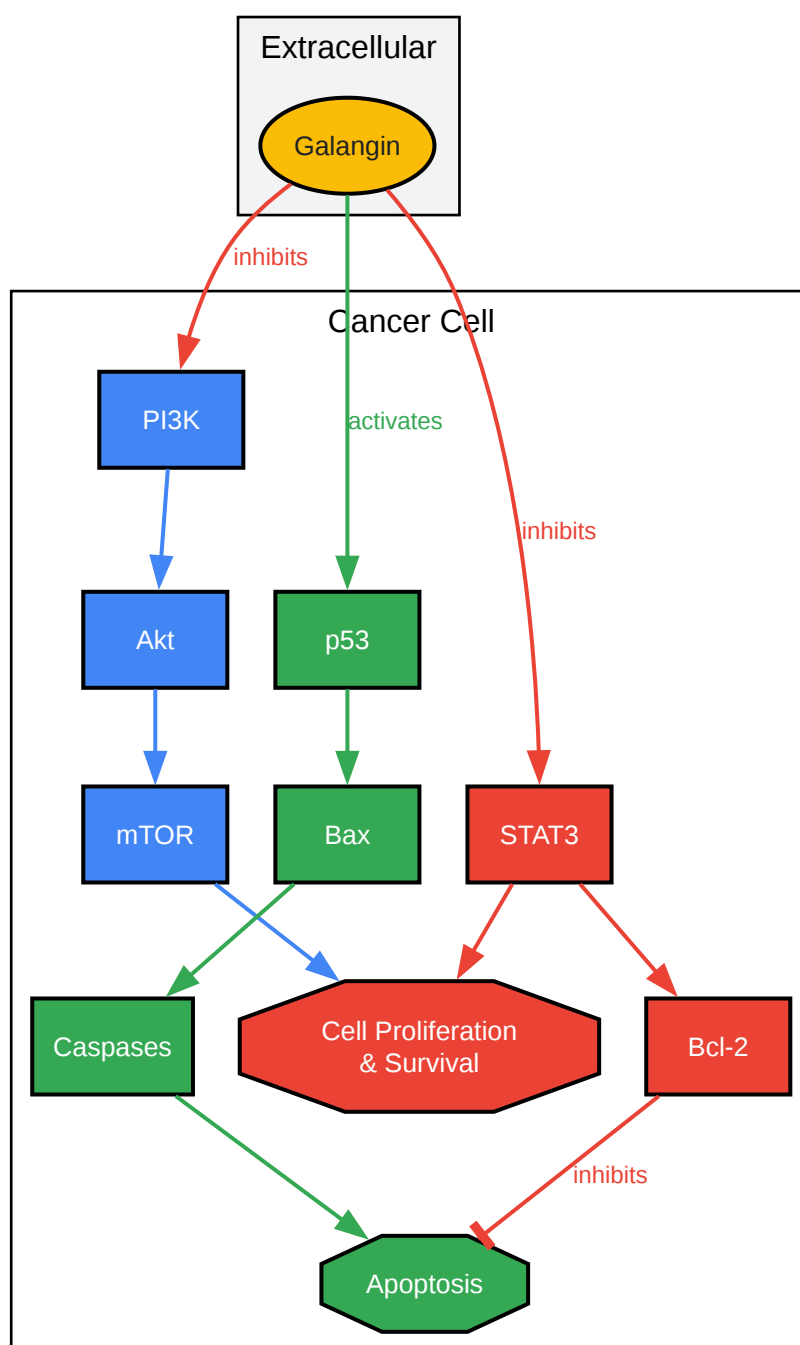 Extracellular
Galangin
inhibits
Cancer Cell
PI3K
activates
inhibits
Akt
p53
mTOR
Bax
STAT3
Caspases
Cell Proliferation
& Survival
Bcl-2
inhibits
Apoptosis